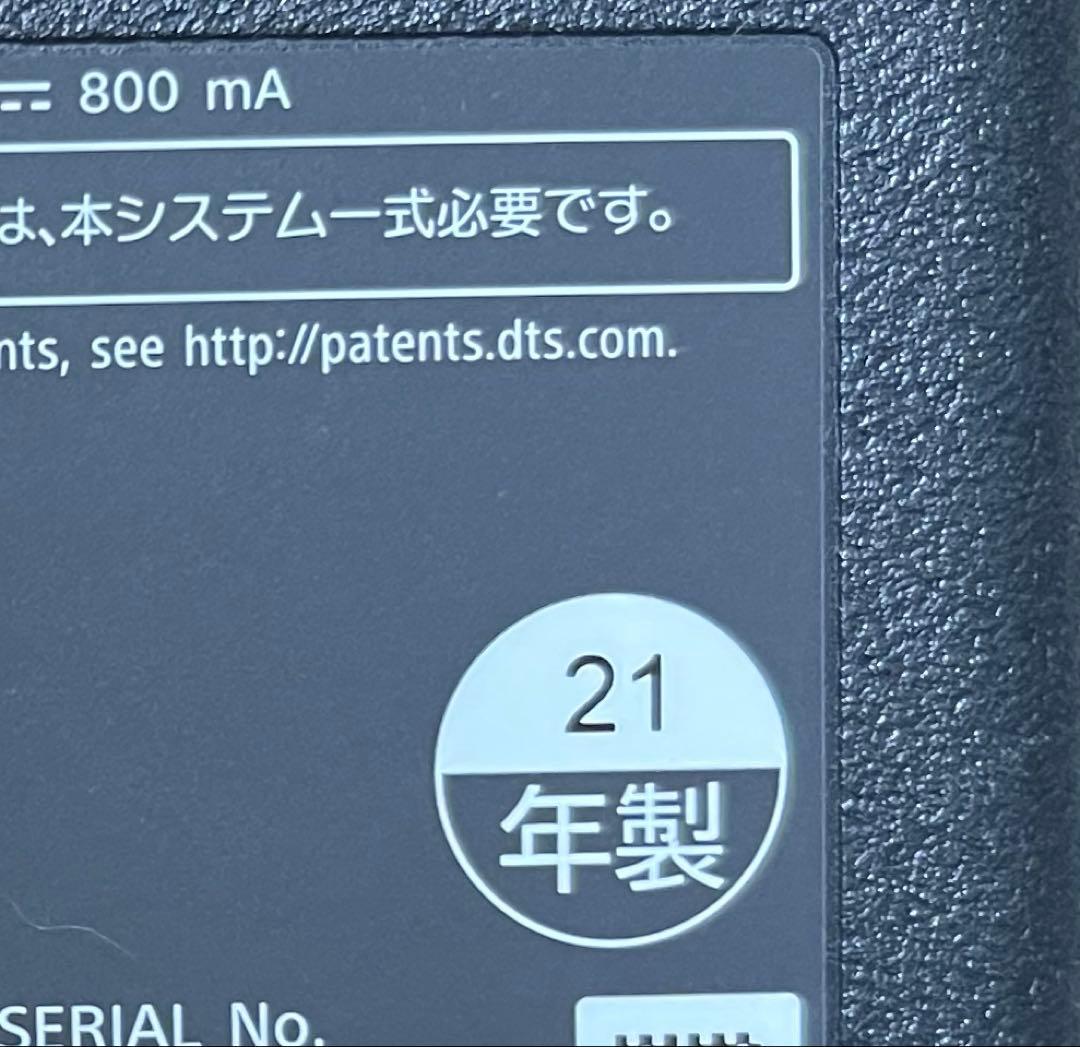 ⎓ 800 mA
は、本システム一式必要です。
nts, see http://patents.dts.com.
21
年製
SERIAL No.